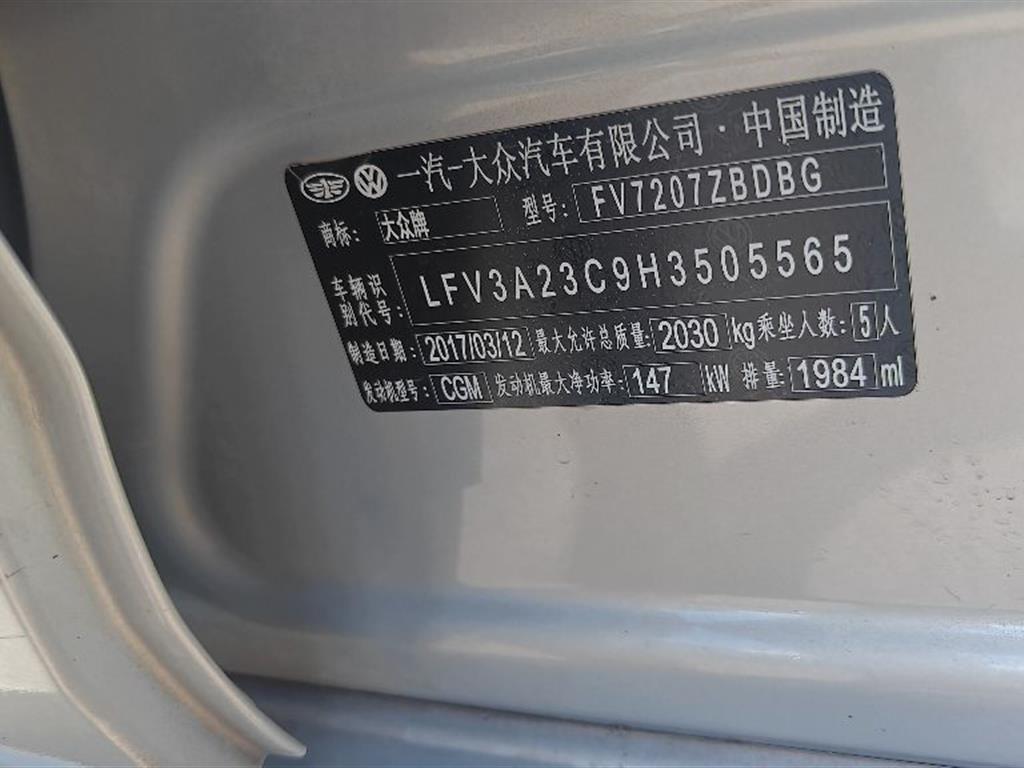 一汽-大众汽车有限公司·中国制造
商标: 大众牌 型号: FV7207ZBDBG
车辆识别代号: LFV3A23C9H3505565
制造日期: 2017/03/12 最大允许总质量: 2030 kg 乘坐人数: 5 人
发动机型号: CGM 发动机最大净功率: 147 kW 排量: 1984 ml